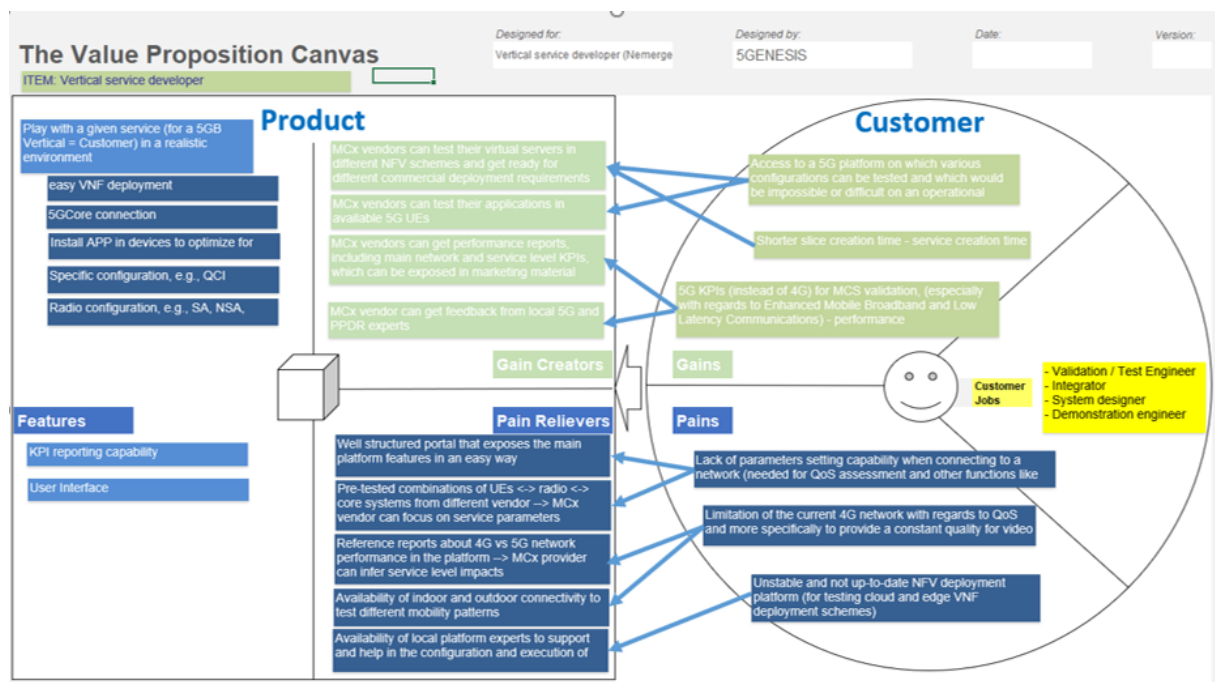 The Value Proposition Canvas
Designed for:
Vertical service developer (Nemerge
Designed by:
5GENESIS
Date:
Version:
ITEM: Vertical service developer
Product
Play with a given service (for a 5GB
Vertical = Customer) in a realistic
environment
easy VNF deployment
5GCore connection
Install APP in devices to optimize for
Specific configuration, e.g., QCI
Radio configuration, e.g., SA, NSA,
MCx vendors can test their virtual servers in
different NFV schemes and get ready for
different commercial deployment requirements
MCx vendors can test their applications in
available 5G UEs
MCx vendors can get performance reports,
including main network and service level KPIs,
which can be exposed in marketing material
MCx vendor can get feedback from local 5G and
PPDR experts
Gain Creators
Features
KPI reporting capability
User Interface
Pain Relievers
Well structured portal that exposes the main
platform features in an easy way
Pre-tested combinations of UEs <-> radio <->
core systems from different vendor --> MCx
vendor can focus on service parameters
Reference reports about 4G vs 5G network
performance in the platform --> MCx provider
can infer service level impacts
Availability of indoor and outdoor connectivity to
test different mobility patterns
Availability of local platform experts to support
and help in the configuration and execution of
Customer
Access to a 5G platform on which various
configurations can be tested and which would
be impossible or difficult on an operational
Shorter slice creation time - service creation time
5G KPIs (instead of 4G) for MCS validation, (especially
with regards to Enhanced Mobile Broadband and Low
Latency Communications) - performance
Gains
Customer
Jobs
- Validation / Test Engineer
- Integrator
- System designer
- Demonstration engineer
Pains
Lack of parameters setting capability when connecting to a
network (needed for QoS assessment and other functions like
Limitation of the current 4G network with regards to QoS
and more specifically to provide a constant quality for video
Unstable and not up-to-date NFV deployment
platform (for testing cloud and edge VNF
deployment schemes)